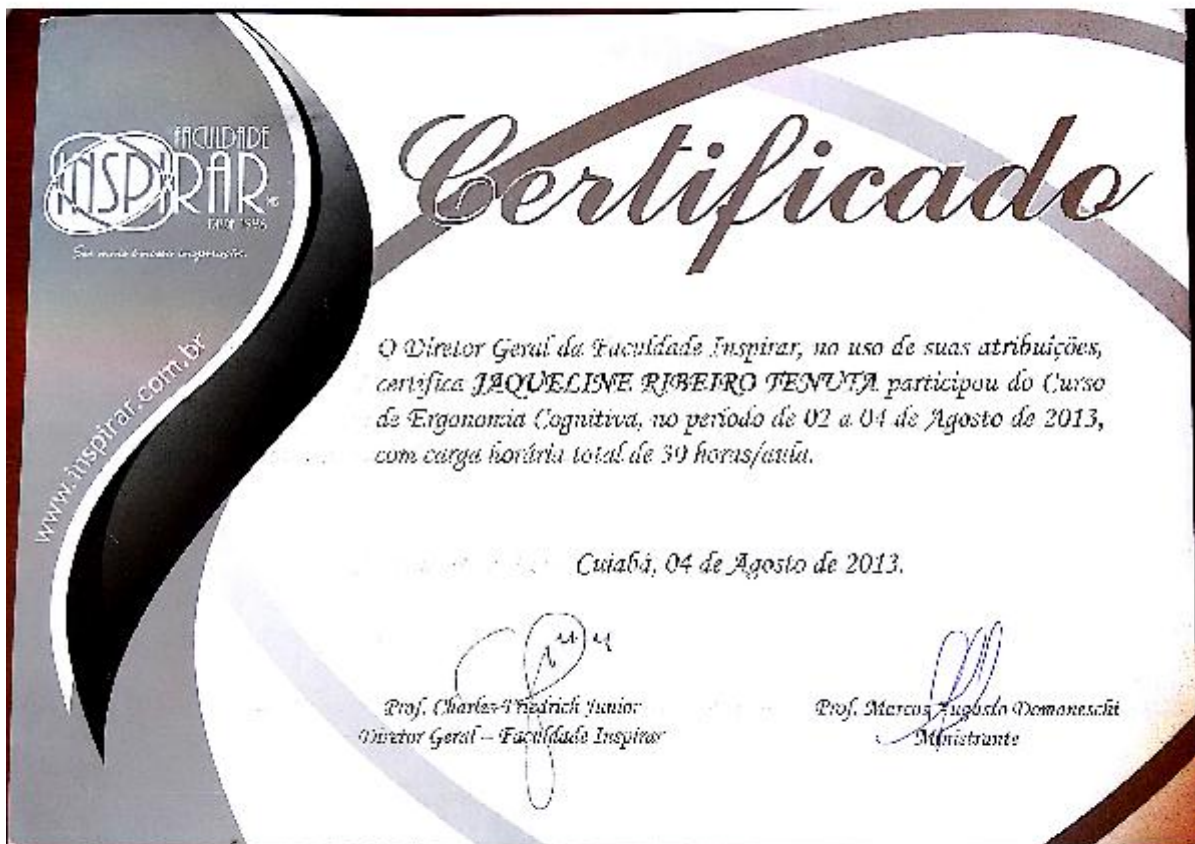 FACULDADE
INSPIRAR
Certificado
www.inspirar.com.br
O Diretor Geral da Faculdade Inspirar, no uso de suas atribuições,
certifica JAQUELINE RIBEIRO TENUTA participou do Curso
de Ergonomia Cognitiva, no período de 02 a 04 de Agosto de 2013,
com carga horária total de 30 horas/aula.
Cuiabá, 04 de Agosto de 2013.
Prof. Charles Friedrich Junior
Diretor Geral – Faculdade Inspirar
Prof. Marcos Augusto Domaneschi
Ministrante